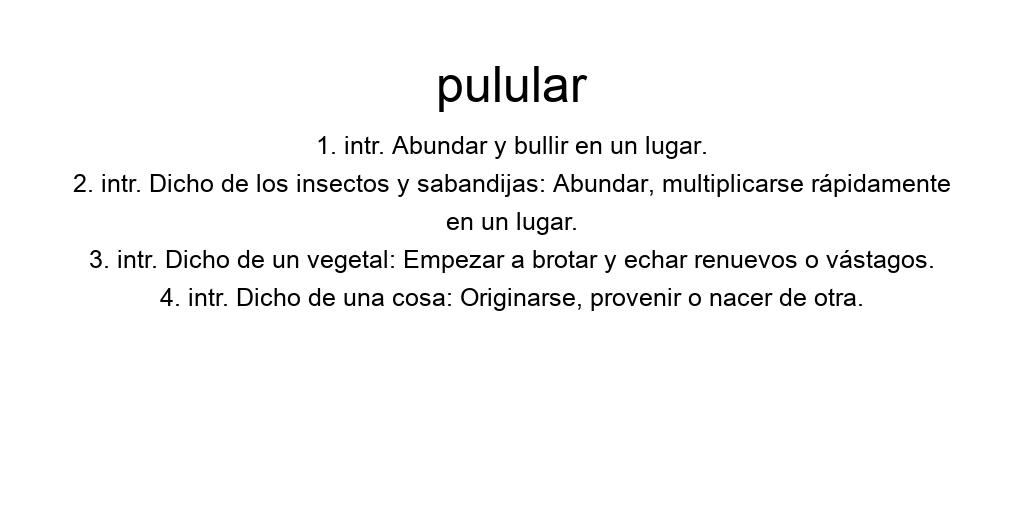 pulular
1. intr. Abundar y bullir en un lugar.
2. intr. Dicho de los insectos y sabandijas: Abundar, multiplicarse rápidamente
en un lugar.
3. intr. Dicho de un vegetal: Empezar a brotar y echar renuevos o vástagos.
4. intr. Dicho de una cosa: Originarse, provenir o nacer de otra.